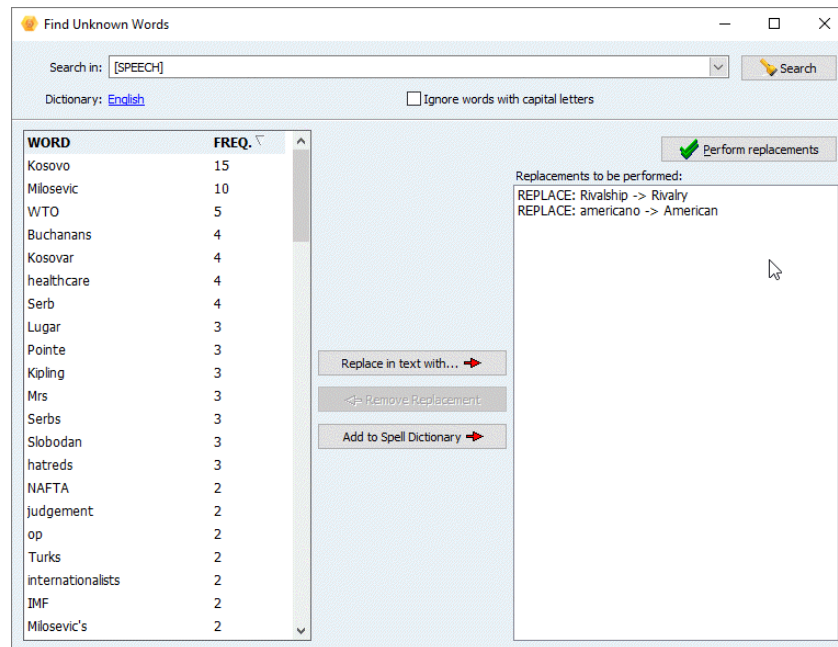 Find Unknown Words
Search in: [SPEECH] Search
Dictionary: English Ignore words with capital letters
WORD FREQ.
Kosovo 15
Milosevic 10
WTO 5
Buchanans 4
Kosovar 4
healthcare 4
Serb 4
Lugar 3
Pointe 3
Kipling 3
Mrs 3
Serbs 3
Slobodan 3
hatreds 3
NAFTA 2
judgement 2
op 2
Turks 2
internationalists 2
IMF 2
Milosevic's 2
Replace in text with...
Remove Replacement
Add to Spell Dictionary
Perform replacements
Replacements to be performed:
REPLACE: Rivalship -> Rivalry
REPLACE: americano -> American